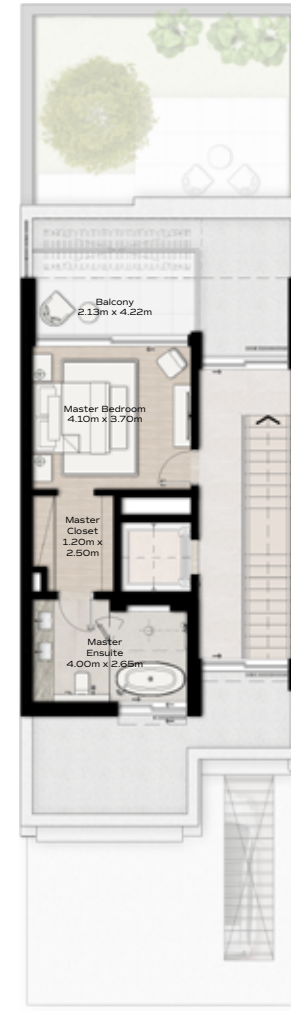 Balcony
2.13m x 4.22m
Master Bedroom
4.10m x 3.70m
Master
Closet
1.20m x
2.50m
Master
Ensuite
4.00m x 2.65m